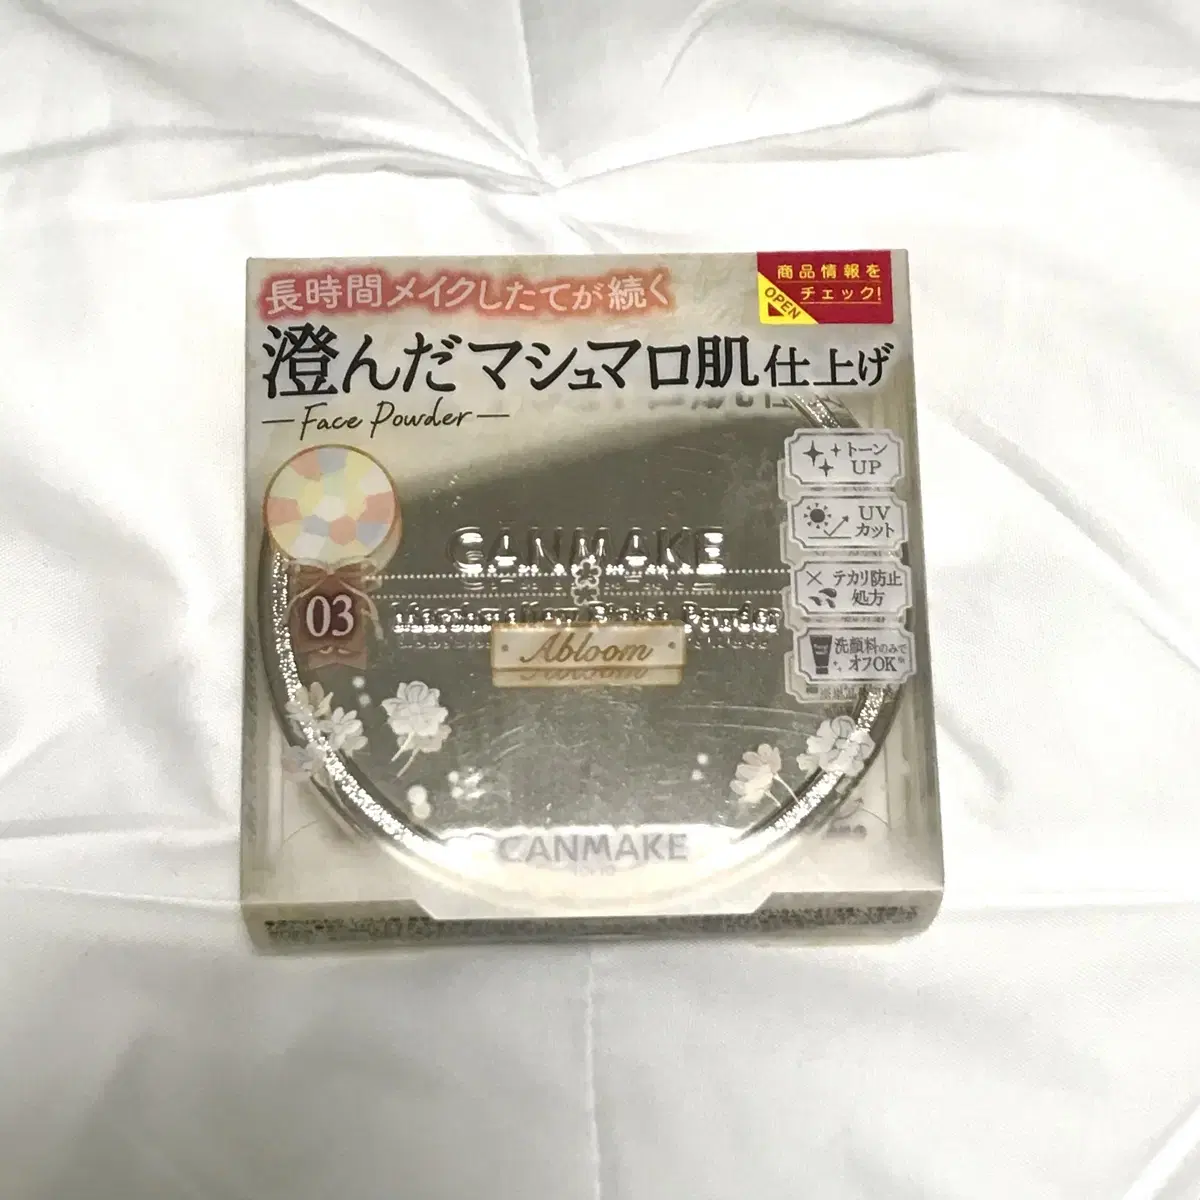 長時間メイクしたてが続く
商品情報を
チェック!
OPEN
澄んだマシュマロ肌仕上げ
Face Powder
トーン
UP
UV
カット
テカリ防止
処方
洗顔料のみで
オフOK
CANMAKE
Marshmallow Finish Powder
Abloom
03
CANMAKE